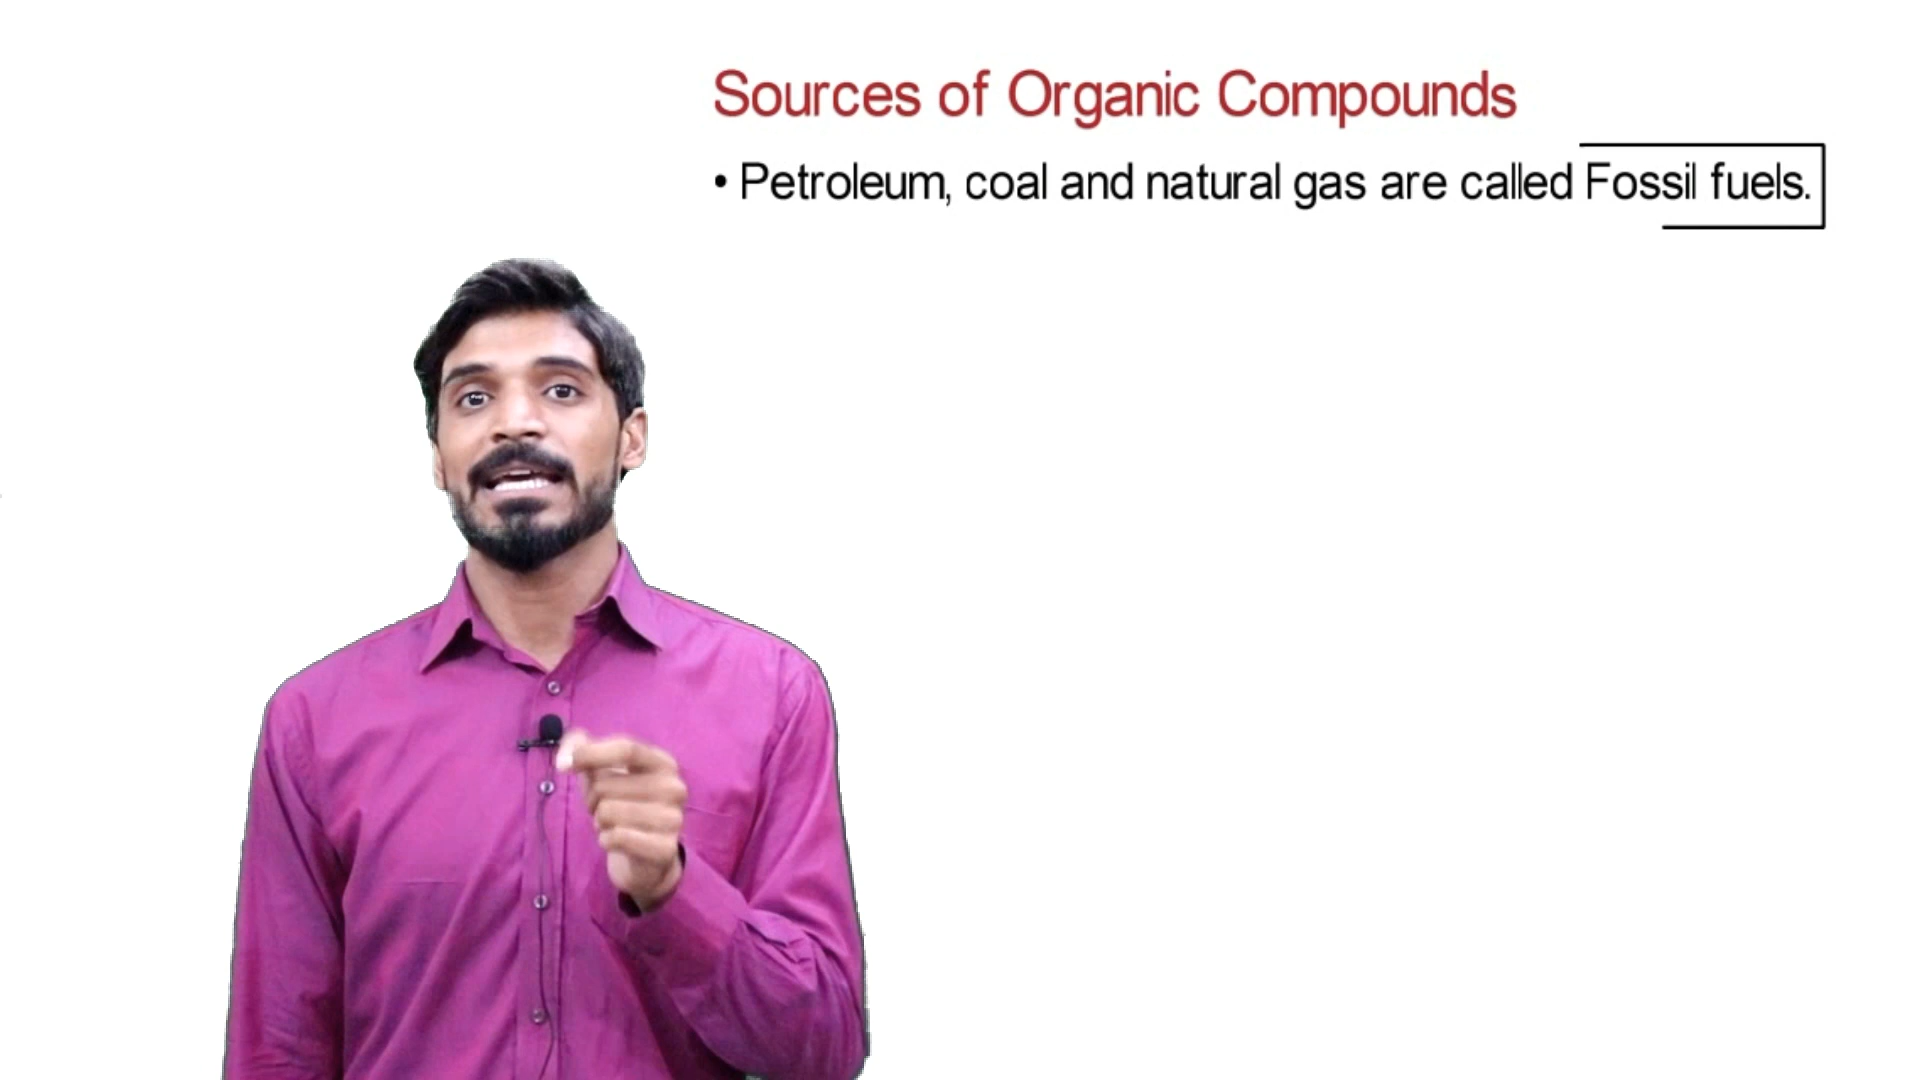 Sources of Organic Compounds
• Petroleum, coal and natural gas are called Fossil fuels.